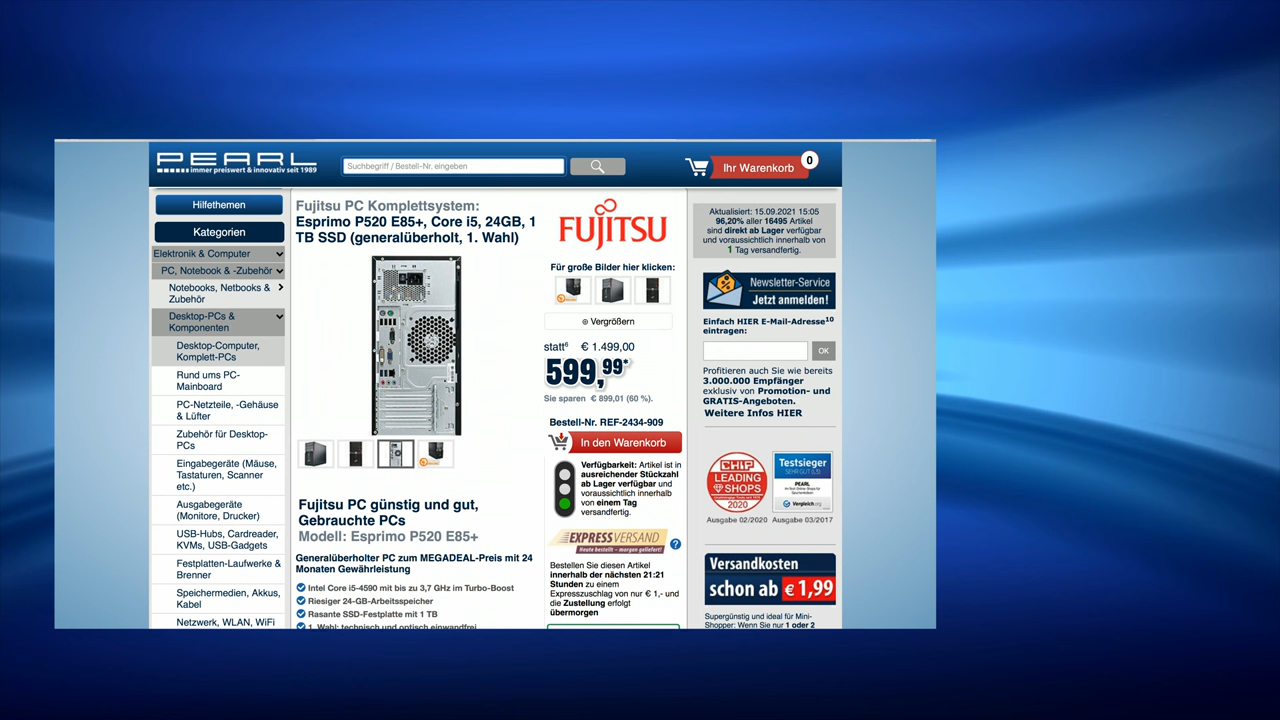 PEARL
immer preiswert & innovativ seit 1989
Suchbegriff / Bestell-Nr. eingeben
Ihr Warenkorb
0
Hilfethemen
Kategorien
Elektronik & Computer
PC, Notebook & -Zubehör
Notebooks, Netbooks &
Zubehör
Desktop-PCs &
Komponenten
Desktop-Computer,
Komplett-PCs
Rund ums PC-
Mainboard
PC-Netzteile, -Gehäuse
& Lüfter
Zubehör für Desktop-
PCs
Eingabegeräte (Mäuse,
Tastaturen, Scanner
etc.)
Ausgabegeräte
(Monitore, Drucker)
USB-Hubs, Cardreader,
KVMs, USB-Gadgets
Festplatten-Laufwerke &
Brenner
Speichermedien, Akkus,
Kabel
Netzwerk, WLAN, WiFi
Fujitsu PC Komplettsystem:
Esprimo P520 E85+, Core i5, 24GB, 1
TB SSD (generalüberholt, 1. Wahl)
Fujitsu PC günstig und gut,
Gebrauchte PCs
Modell: Esprimo P520 E85+
Generalüberholter PC zum MEGADEAL-Preis mit 24
Monaten Gewährleistung
Intel Core i5-4590 mit bis zu 3,7 GHz im Turbo-Boost
Riesiger 24-GB-Arbeitsspeicher
Rasante SSD-Festplatte mit 1 TB
1. Wahl: technisch und optisch einwandfrei
FUJITSU
Für große Bilder hier klicken:
Vergrößern
statt⁶ € 1.499,00
599,99*
Sie sparen € 899,01 (60 %).
Bestell-Nr. REF-2434-909
In den Warenkorb
Verfügbarkeit: Artikel ist in
ausreichender Stückzahl
ab Lager verfügbar und
voraussichtlich innerhalb
von einem Tag
versandfertig.
EXPRESSVERSAND
Heute bestellt – morgen geliefert!
?
Bestellen Sie diesen Artikel
innerhalb der nächsten 21:21
Stunden zu einem
Expresszuschlag von nur € 1,- und
die Zustellung erfolgt
übermorgen
Aktualisiert: 15.09.2021 15:05
96,20% aller 16495 Artikel
sind direkt ab Lager verfügbar
und voraussichtlich innerhalb von
1 Tag versandfertig.
Newsletter-Service
Jetzt anmelden!
Einfach HIER E-Mail-Adresse¹⁰
eintragen:
OK
Profitieren auch Sie wie bereits
3.000.000 Empfänger
exklusiv von Promotion- und
GRATIS-Angeboten.
Weitere Infos HIER
CHIP
LEADING
SHOPS
2020
Testsieger
SEHR GUT (1,5)
PEARL
Vergleich.org
Ausgabe 02/2020 Ausgabe 03/2017
Versandkosten
schon ab € 1,99
Supergünstig und ideal für Mini-
Shopper: Wenn Sie nur 1 oder 2